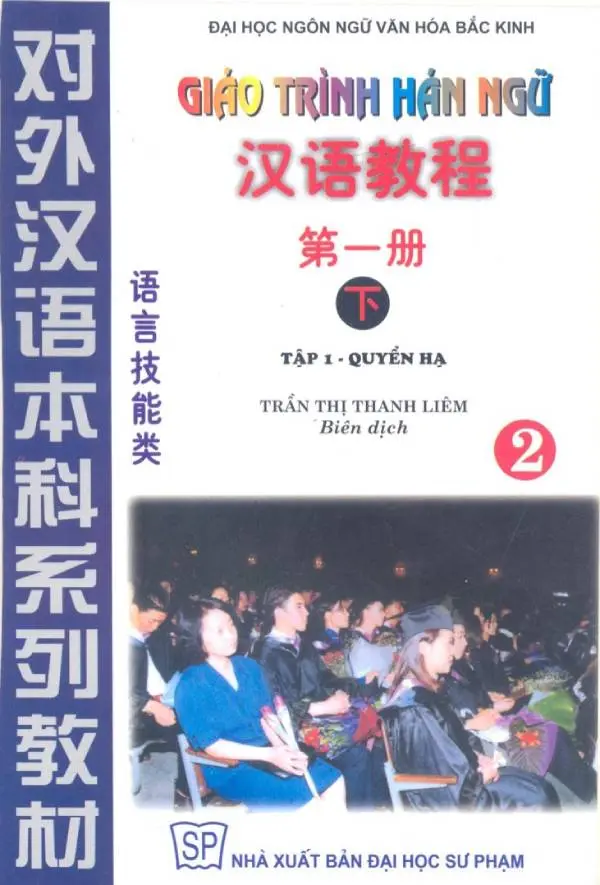 ĐẠI HỌC NGÔN NGỮ VĂN HÓA BẮC KINH
GIÁO TRÌNH HÁN NGỮ
汉语教程
第一册
下
TẬP 1 - QUYỂN HẠ
TRẦN THỊ THANH LIÊM
Biên dịch
2
对外汉语本科系列教材
语言技能类
SP
NHÀ XUẤT BẢN ĐẠI HỌC SƯ PHẠM